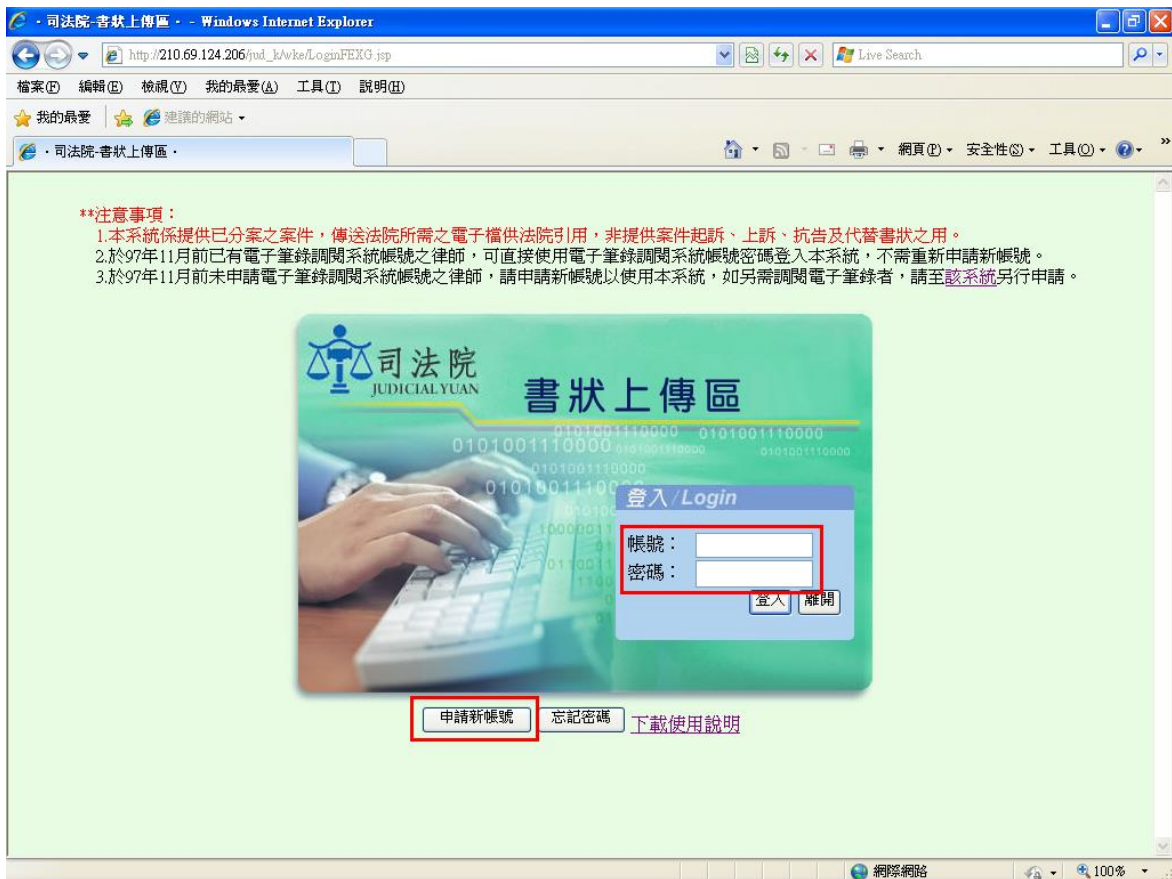 ·司法院-書狀上傳區· - Windows Internet Explorer
http://210.69.124.206/jud_k/wke/LoginFEXG.jsp
Live Search
檔案(F) 編輯(E) 檢視(V) 我的最愛(A) 工具(T) 說明(H)
我的最愛 建議的網站
·司法院-書狀上傳區·
網頁(P) 安全性(S) 工具(O)
**注意事項：
1.本系統係提供已分案之案件，傳送法院所需之電子檔供法院引用，非提供案件起訴、上訴、抗告及代替書狀之用。
2.於97年11月前已有電子筆錄調閱系統帳號之律師，可直接使用電子筆錄調閱系統帳號密碼登入本系統，不需重新申請新帳號。
3.於97年11月前未申請電子筆錄調閱系統帳號之律師，請申請新帳號以使用本系統，如另需調閱電子筆錄者，請至該系統另行申請。
司法院
JUDICIAL YUAN
書狀上傳區
0101001110000 0101001110000
0101001110000 0101001110000 0101001110000
0101001110000
登入/Login
帳號：
密碼：
登入 離開
申請新帳號 忘記密碼 下載使用說明
網際網路 100%